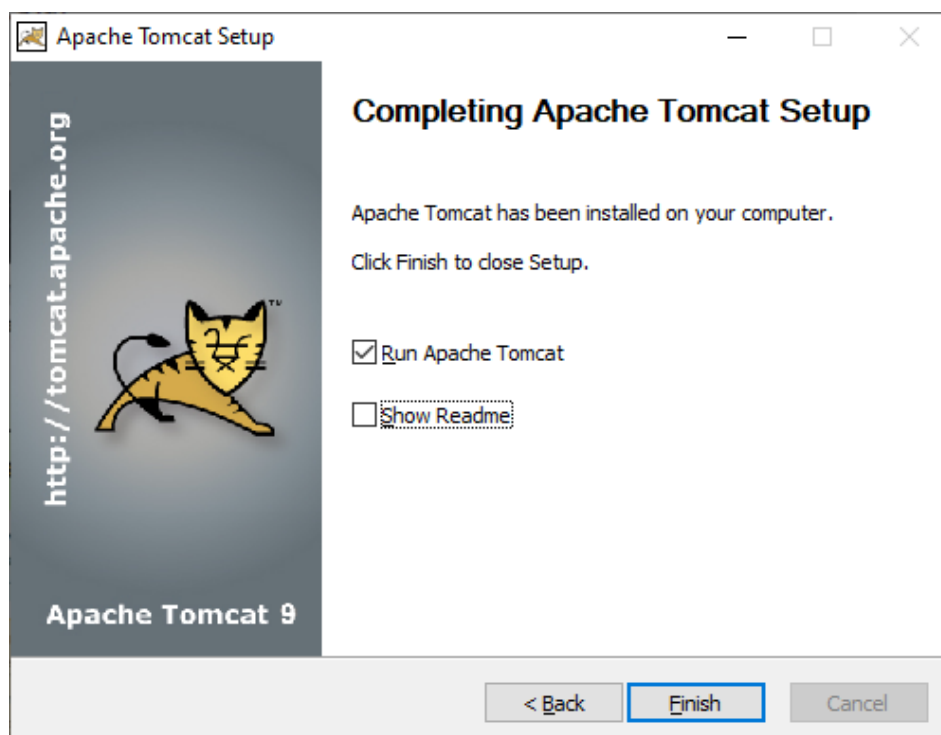 Apache Tomcat Setup
http://tomcat.apache.org
Apache Tomcat 9
Completing Apache Tomcat Setup
Apache Tomcat has been installed on your computer.
Click Finish to close Setup.
Run Apache Tomcat
Show Readme
< Back
Finish
Cancel